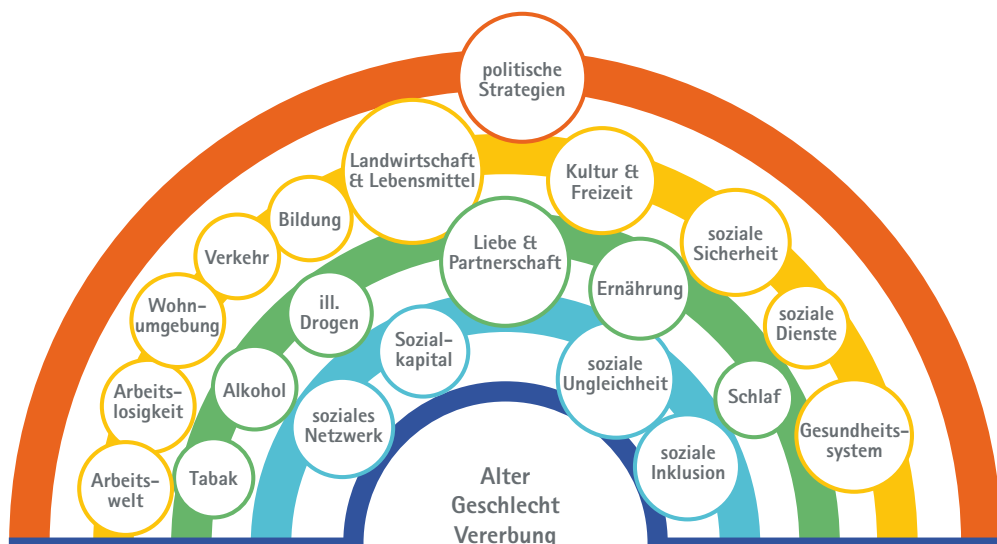 politische
Strategien
Landwirtschaft
& Lebensmittel
Kultur &
Freizeit
Bildung
Verkehr
soziale
Sicherheit
Liebe &
Partnerschaft
Wohn-
umgebung
ill.
Drogen
Ernährung
soziale
Dienste
Sozial-
kapital
soziale
Ungleichheit
Arbeits-
losigkeit
Alkohol
Schlaf
soziales
Netzwerk
Gesundheits-
system
Arbeits-
welt
Tabak
soziale
Inklusion
Alter
Geschlecht
Vererbung